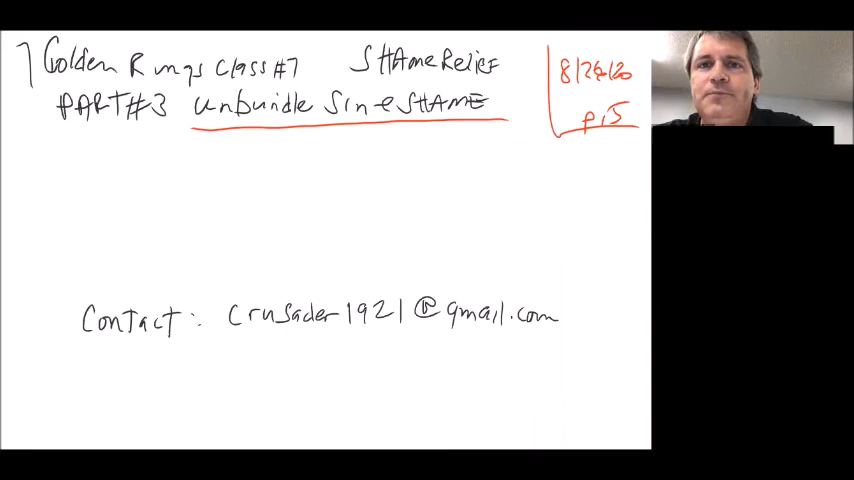 7 Golden Rings Class #7 SHAMe Relief
PART #3 unbundle Sin & SHAME
8/26/20
p.5
Contact: crusader1921@gmail.com